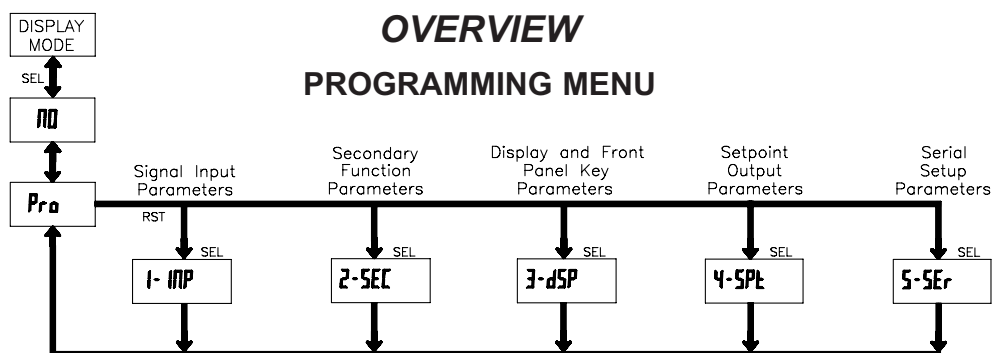 DISPLAY
MODE
OVERVIEW
PROGRAMMING MENU
SEL
NO
Pro
Signal Input
Parameters
Secondary
Function
Parameters
Display and Front
Panel Key
Parameters
Setpoint
Output
Parameters
Serial
Setup
Parameters
RST
SEL
SEL
SEL
SEL
SEL
1-INP
2-SEC
3-dSP
4-SPt
5-SEr